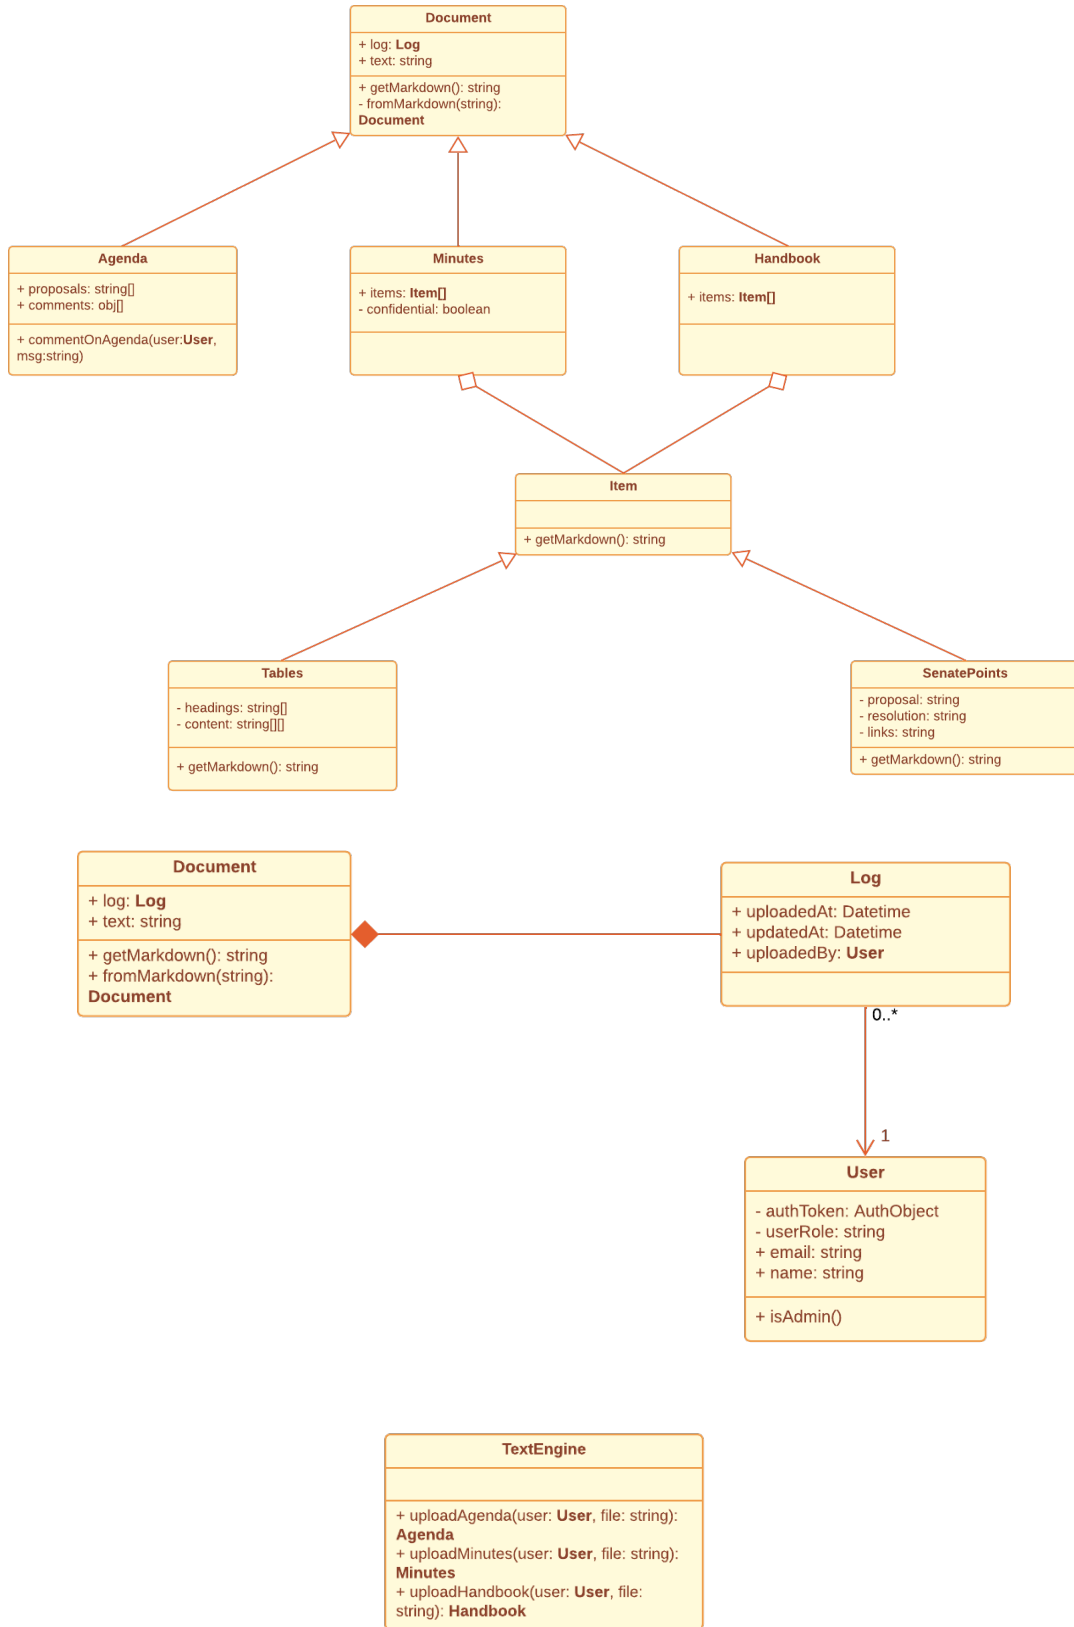 Document
+ log: Log
+ text: string
+ getMarkdown(): string
- fromMarkdown(string):
Document
Agenda
+ proposals: string[]
+ comments: obj[]
+ commentOnAgenda(user:User,
msg:string)
Minutes
+ items: Item[]
- confidential: boolean
Handbook
+ items: Item[]
Item
+ getMarkdown(): string
Tables
- headings: string[]
- content: string[][]
+ getMarkdown(): string
SenatePoints
- proposal: string
- resolution: string
- links: string
+ getMarkdown(): string
Document
+ log: Log
+ text: string
+ getMarkdown(): string
+ fromMarkdown(string):
Document
Log
+ uploadedAt: Datetime
+ updatedAt: Datetime
+ uploadedBy: User
0..*
1
User
- authToken: AuthObject
- userRole: string
+ email: string
+ name: string
+ isAdmin()
TextEngine
+ uploadAgenda(user: User, file: string):
Agenda
+ uploadMinutes(user: User, file: string):
Minutes
+ uploadHandbook(user: User, file:
string): Handbook